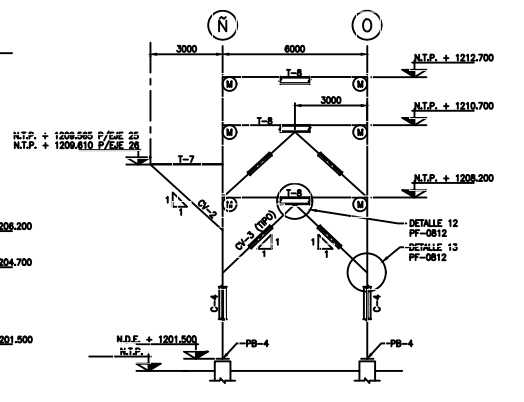 Ñ O
3000 6000
N.T.P. + 1212.700
T-8
M M
3000
N.T.P. + 1210.700
T-8
M M
N.T.P. + 1209.585 P/EJE 25
N.T.P. + 1209.610 P/EJE 26
T-7
N.T.P. + 1208.200
T-8
M M
1
1
CV-2
CV-3 (TIPO)
1
1
1
1
DETALLE 12
PF-0812
DETALLE 13
PF-0812
206.200
204.700
C-4 C-4
201.500
N.D.F. + 1201.500
N.T.P.
PB-4 PB-4